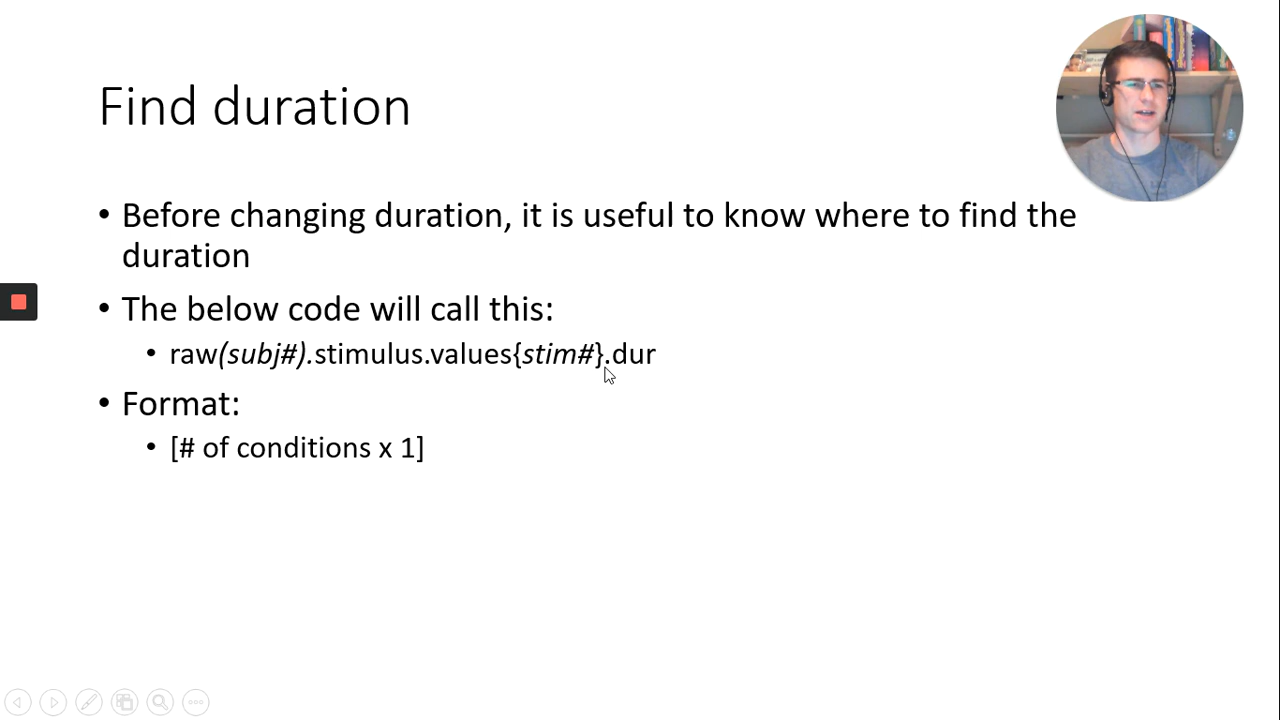 Find duration
• Before changing duration, it is useful to know where to find the
duration
• The below code will call this:
• raw(subj#).stimulus.values{stim#}.dur
• Format:
• [# of conditions x 1]